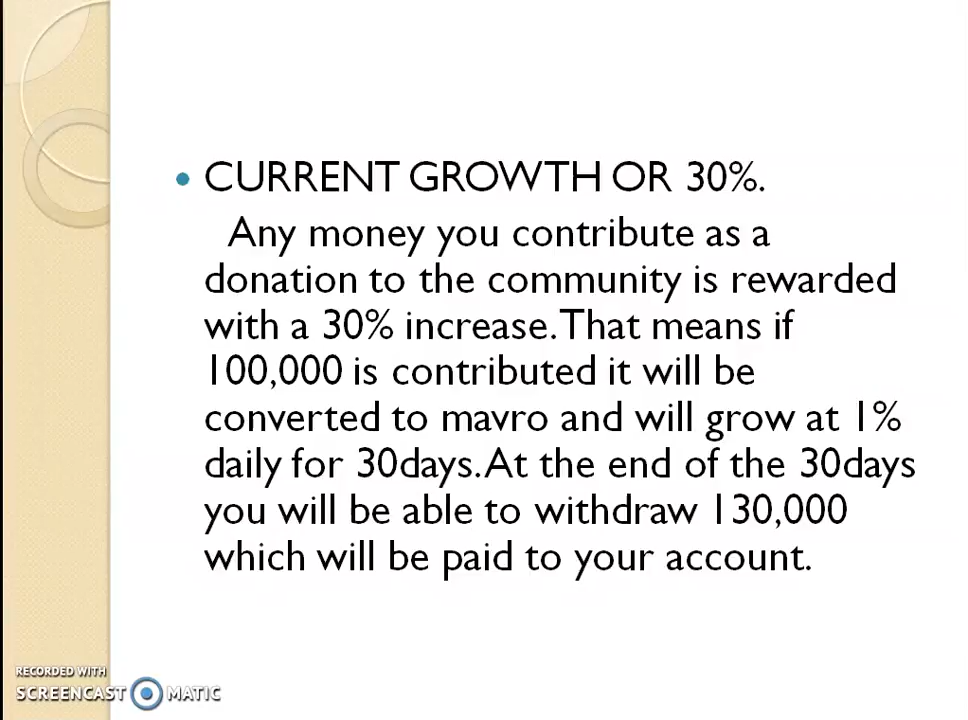 CURRENT GROWTH OR 30%.
Any money you contribute as a
donation to the community is rewarded
with a 30% increase. That means if
100,000 is contributed it will be
converted to mavro and will grow at 1%
daily for 30days. At the end of the 30days
you will be able to withdraw 130,000
which will be paid to your account.
RECORDED WITH
SCREENCAST MATIC